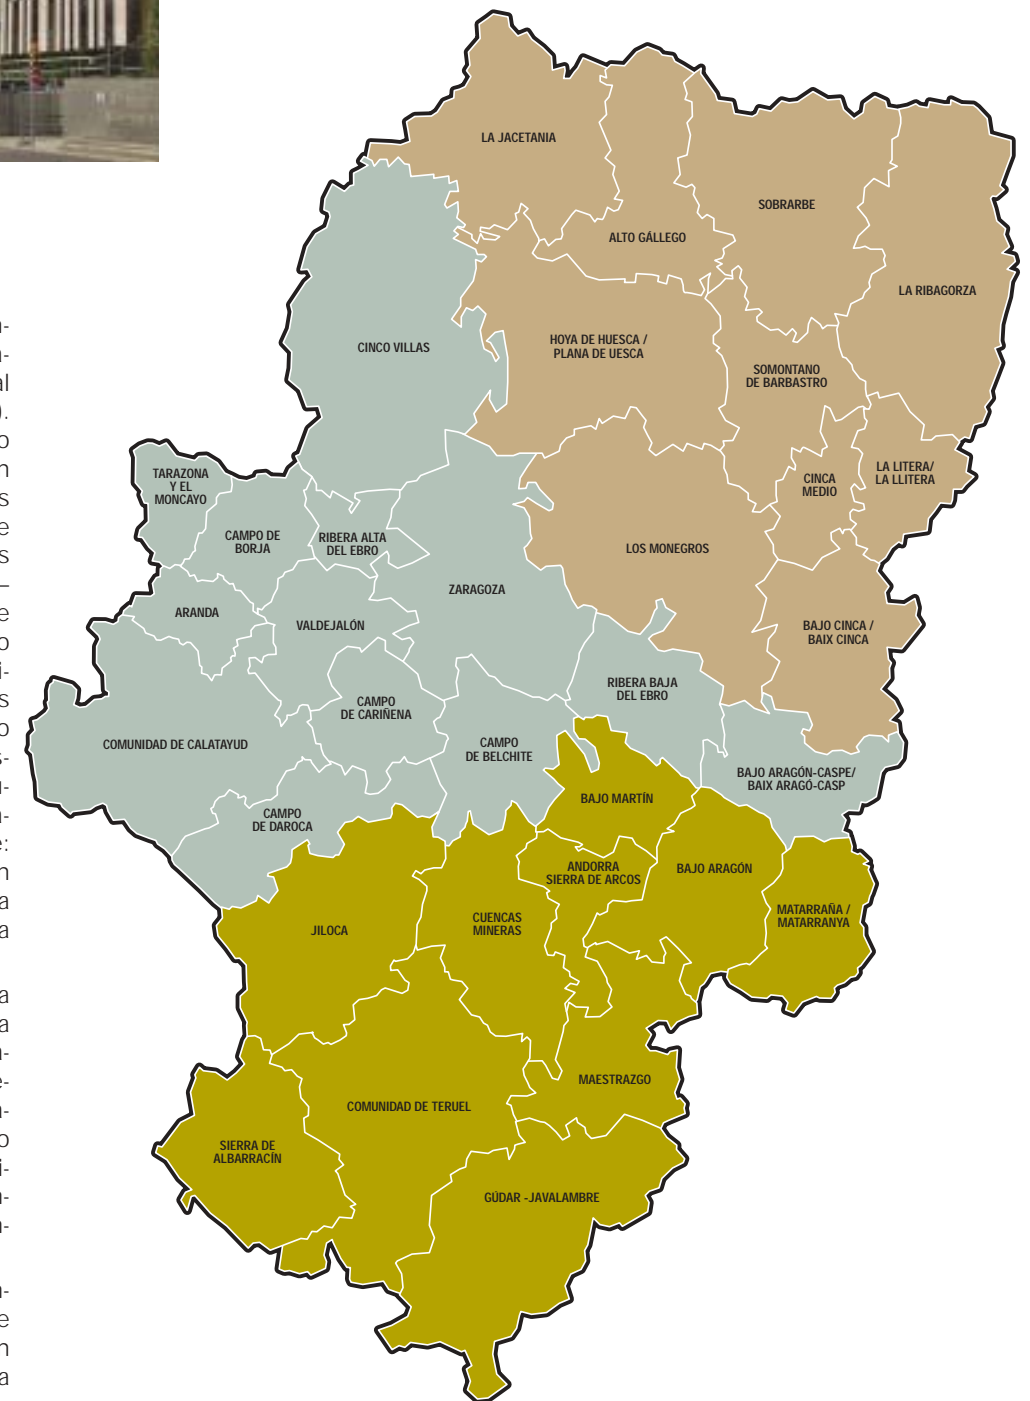 n-
a-
al
).
o
n
s
e
s
–
e
o
i-
s
o
s-
u-
a-
e:
n
a
a
a
a
n-
e-
a-
o
i-
n-
n-
n-
e
n
a
LA JACETANIA
SOBRARBE
ALTO GÁLLEGO
LA RIBAGORZA
CINCO VILLAS
HOYA DE HUESCA /
PLANA DE UESCA
SOMONTANO
DE BARBASTRO
TARAZONA
Y EL
MONCAYO
CINCA
MEDIO
LA LITERA/
LA LLITERA
CAMPO DE
BORJA
RIBERA ALTA
DEL EBRO
LOS MONEGROS
ZARAGOZA
ARANDA
VALDEJALÓN
BAJO CINCA /
BAIX CINCA
RIBERA BAJA
DEL EBRO
CAMPO
DE CARIÑENA
COMUNIDAD DE CALATAYUD
CAMPO
DE BELCHITE
BAJO ARAGÓN-CASPE/
BAIX ARAGÓ-CASP
BAJO MARTÍN
CAMPO
DE DAROCA
ANDORRA
SIERRA DE ARCOS
BAJO ARAGÓN
MATARRAÑA /
MATARRANYA
JILOCA
CUENCAS
MINERAS
MAESTRAZGO
COMUNIDAD DE TERUEL
SIERRA DE
ALBARRACÍN
GÚDAR -JAVALAMBRE